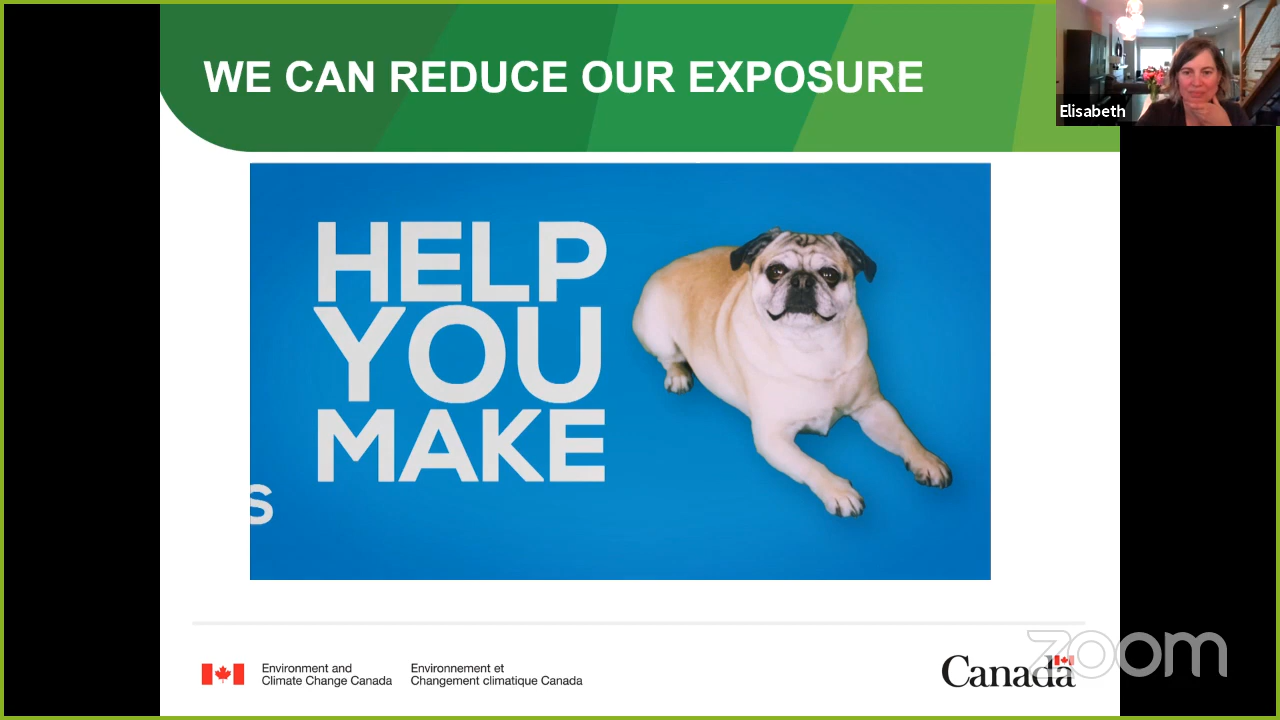 WE CAN REDUCE OUR EXPOSURE
Elisabeth
HELP
YOU
MAKE
S
Environment and
Climate Change Canada
Environnement et
Changement climatique Canada
Canada
zoom